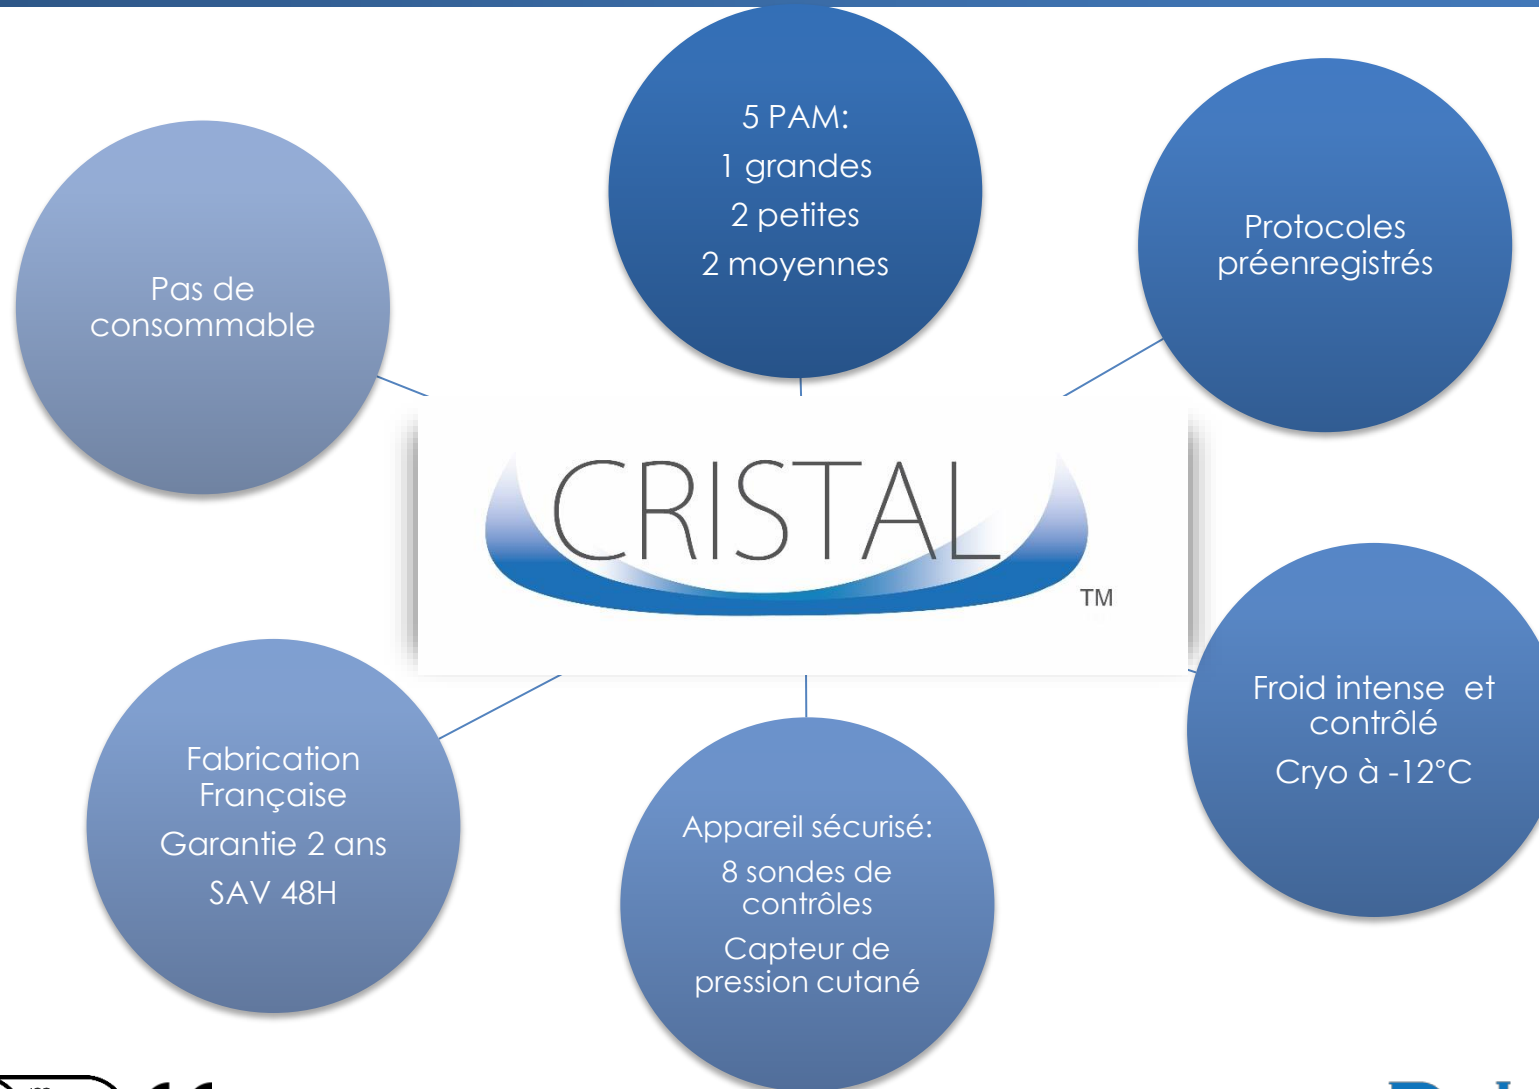 5 PAM:
1 grandes
2 petites
2 moyennes
Protocoles
préenregistrés
Pas de
consommable
CRISTAL
TM
Froid intense et
contrôlé
Cryo à -12°C
Fabrication
Française
Garantie 2 ans
SAV 48H
Appareil sécurisé:
8 sondes de
contrôles
Capteur de
pression cutané